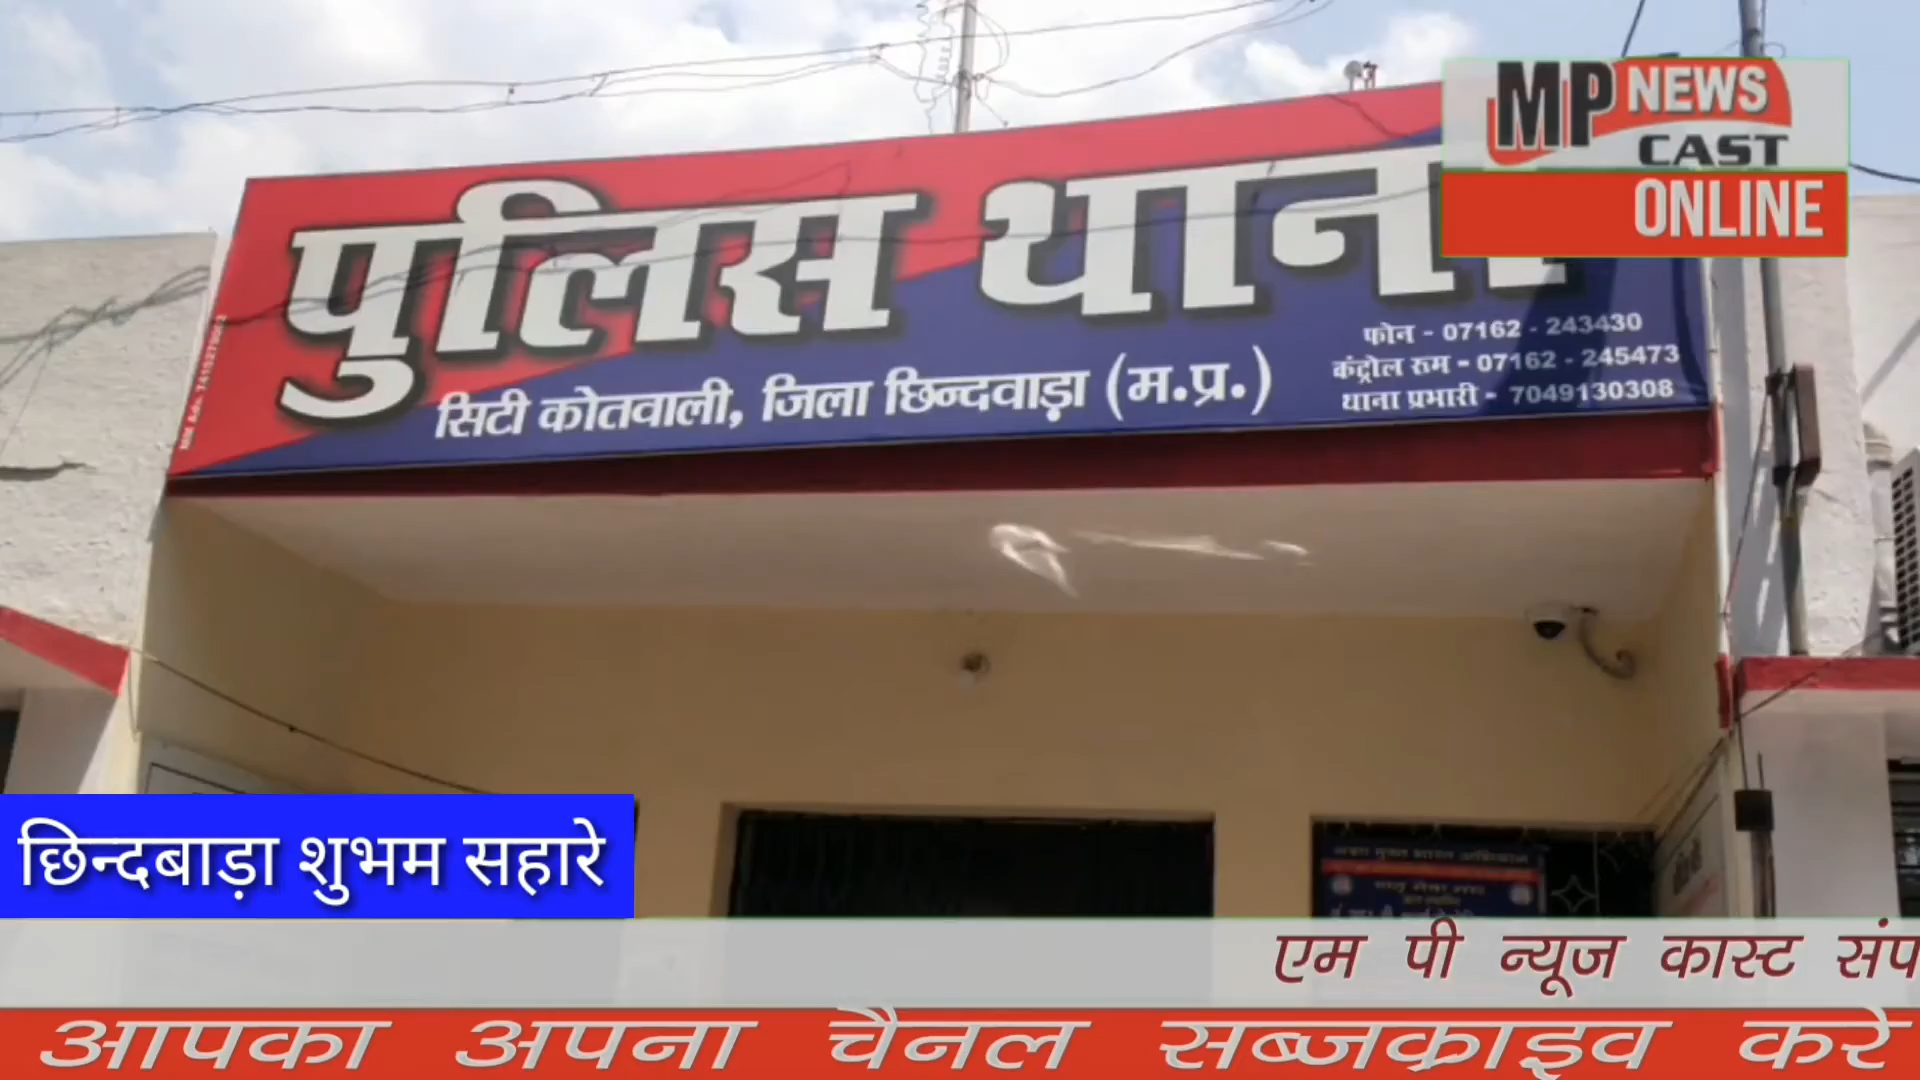 MP NEWS
CAST
ONLINE
पुलिस थाना
सिटी कोतवाली, जिला छिन्दवाड़ा (म.प्र.)
फोन - 07162 - 243430
कंट्रोल रुम - 07162 - 245473
थाना प्रभारी - 7049130308
छिन्दबाड़ा शुभम सहारे
एम पी न्यूज कास्ट
आपका अपना चैनल सब्जक्राइव करे